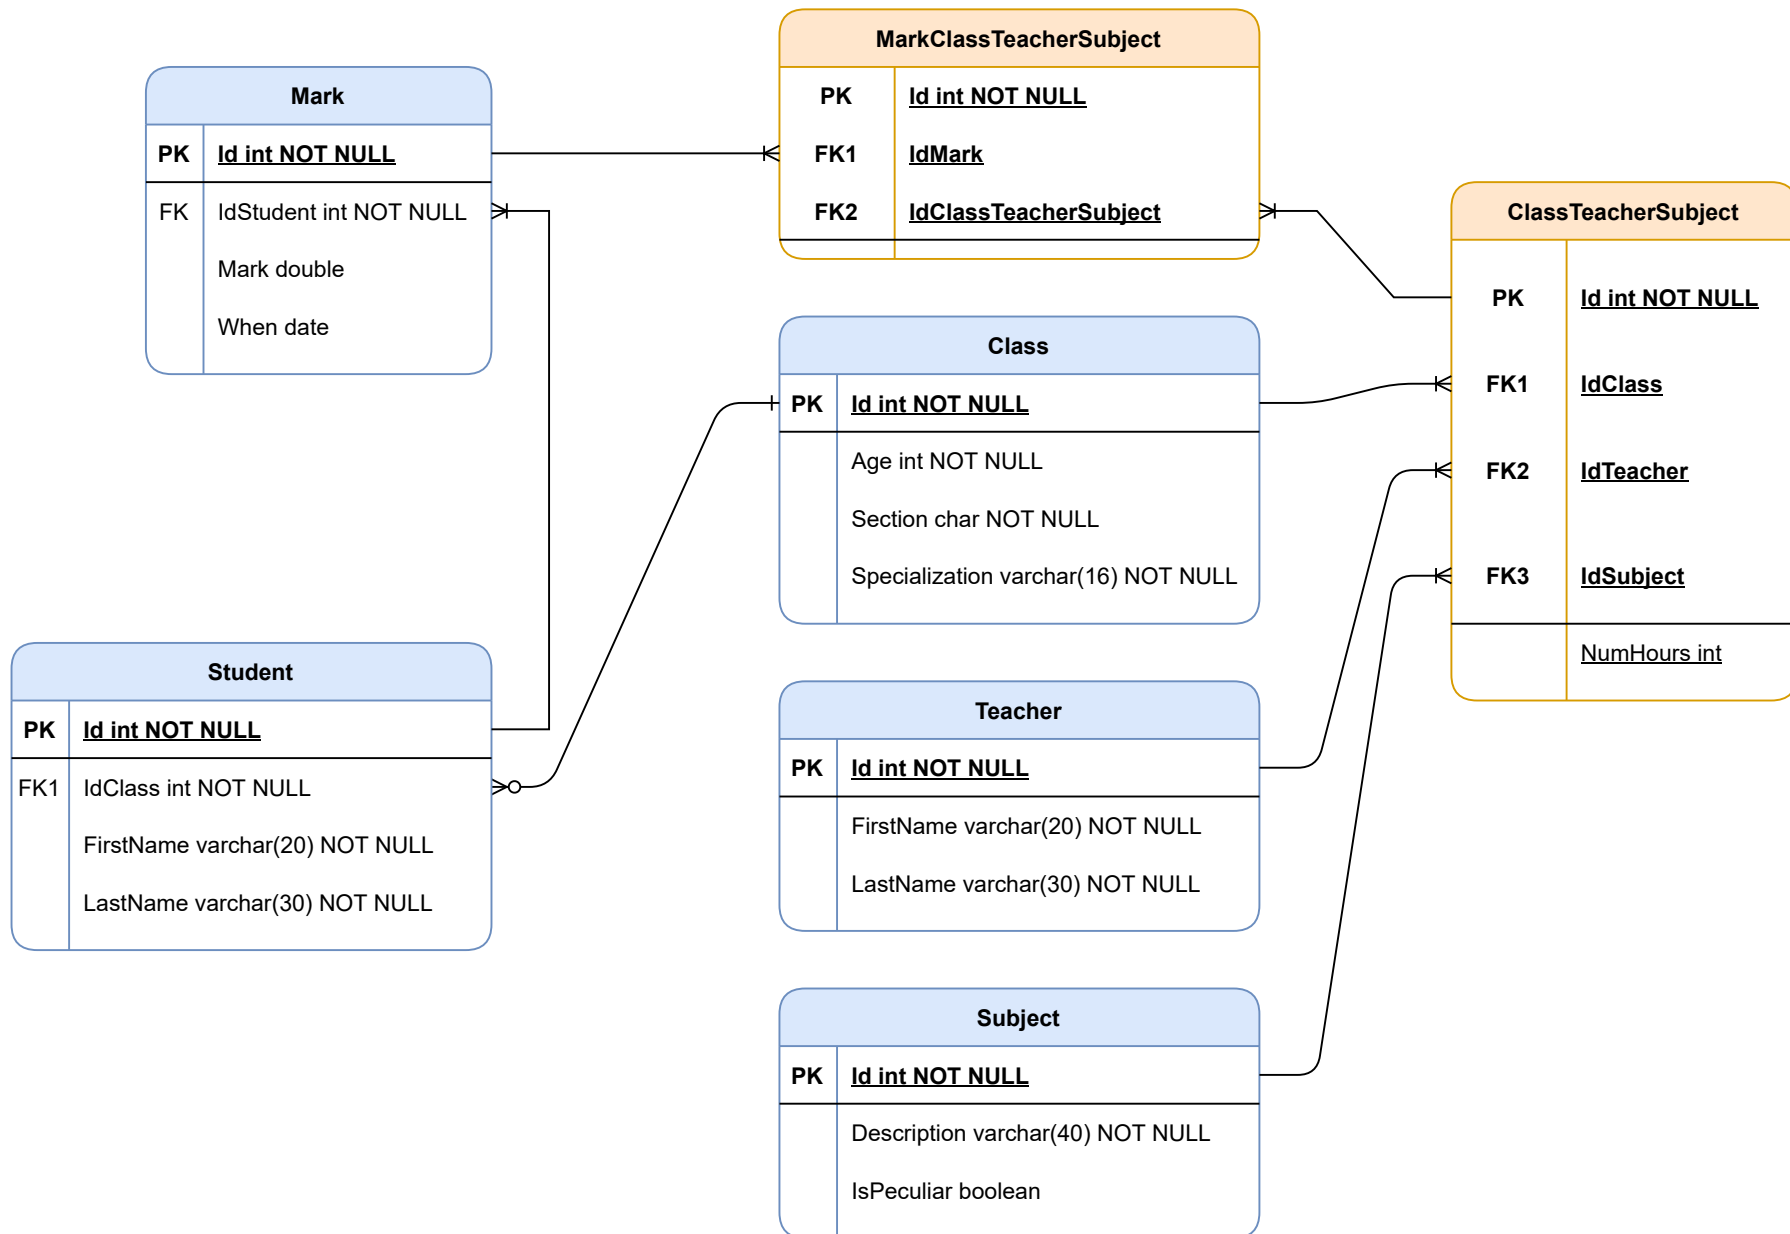 MarkClassTeacherSubject
PK Id int NOT NULL
FK1 IdMark
FK2 IdClassTeacherSubject
Mark
PK Id int NOT NULL
FK IdStudent int NOT NULL
Mark double
When date
ClassTeacherSubject
PK Id int NOT NULL
FK1 IdClass
FK2 IdTeacher
FK3 IdSubject
NumHours int
Class
PK Id int NOT NULL
Age int NOT NULL
Section char NOT NULL
Specialization varchar(16) NOT NULL
Student
PK Id int NOT NULL
FK1 IdClass int NOT NULL
FirstName varchar(20) NOT NULL
LastName varchar(30) NOT NULL
Teacher
PK Id int NOT NULL
FirstName varchar(20) NOT NULL
LastName varchar(30) NOT NULL
Subject
PK Id int NOT NULL
Description varchar(40) NOT NULL
IsPeculiar boolean